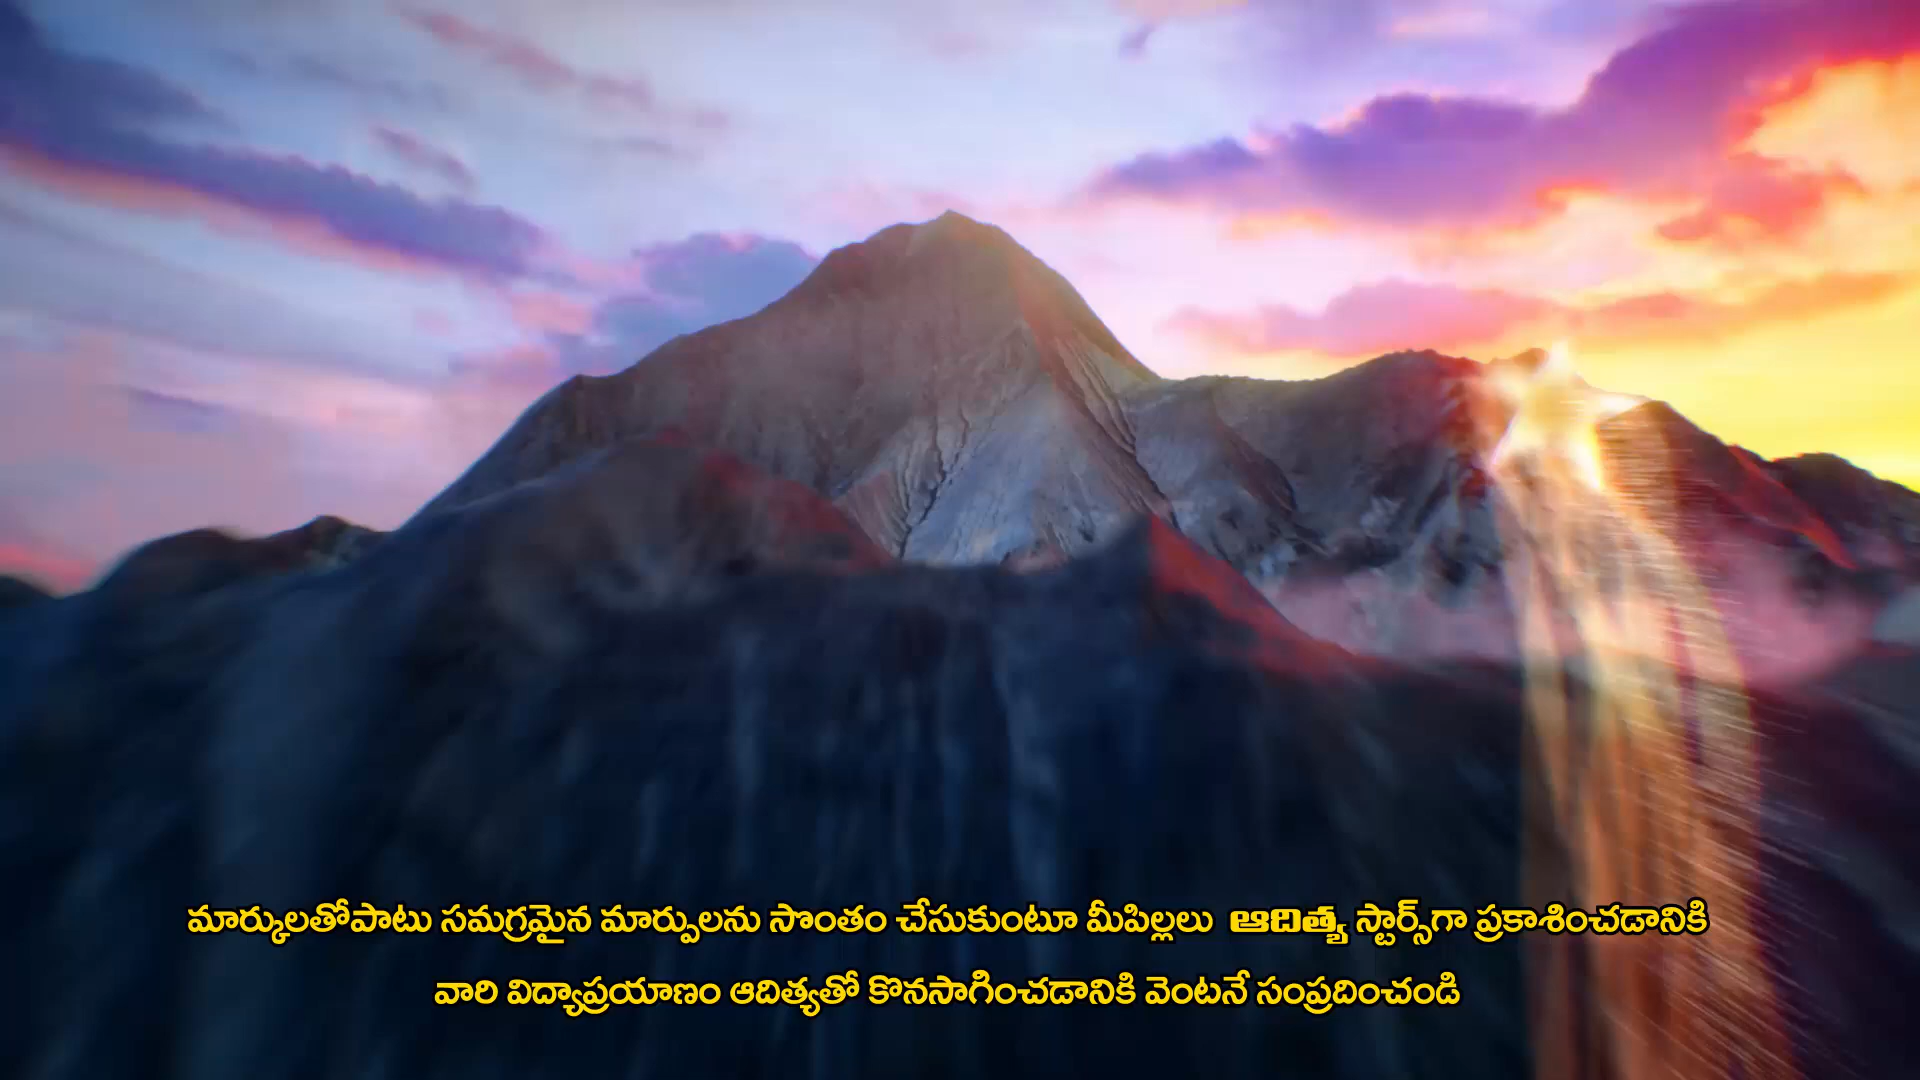 మార్కులతోపాటు సమగ్రమైన మార్పులను సొంతం చేసుకుంటూ మీపిల్లలు ఆదిత్య స్టార్స్‌గా ప్రకాశించడానికి
వారి విద్యాప్రయాణం ఆదిత్యతో కొనసాగించడానికి వెంటనే సంప్రదించండి